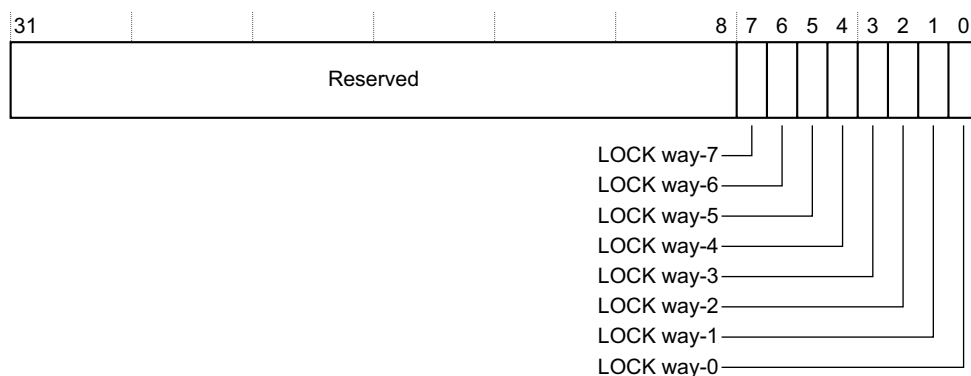 31 8 7 6 5 4 3 2 1 0
Reserved
LOCK way-7
LOCK way-6
LOCK way-5
LOCK way-4
LOCK way-3
LOCK way-2
LOCK way-1
LOCK way-0